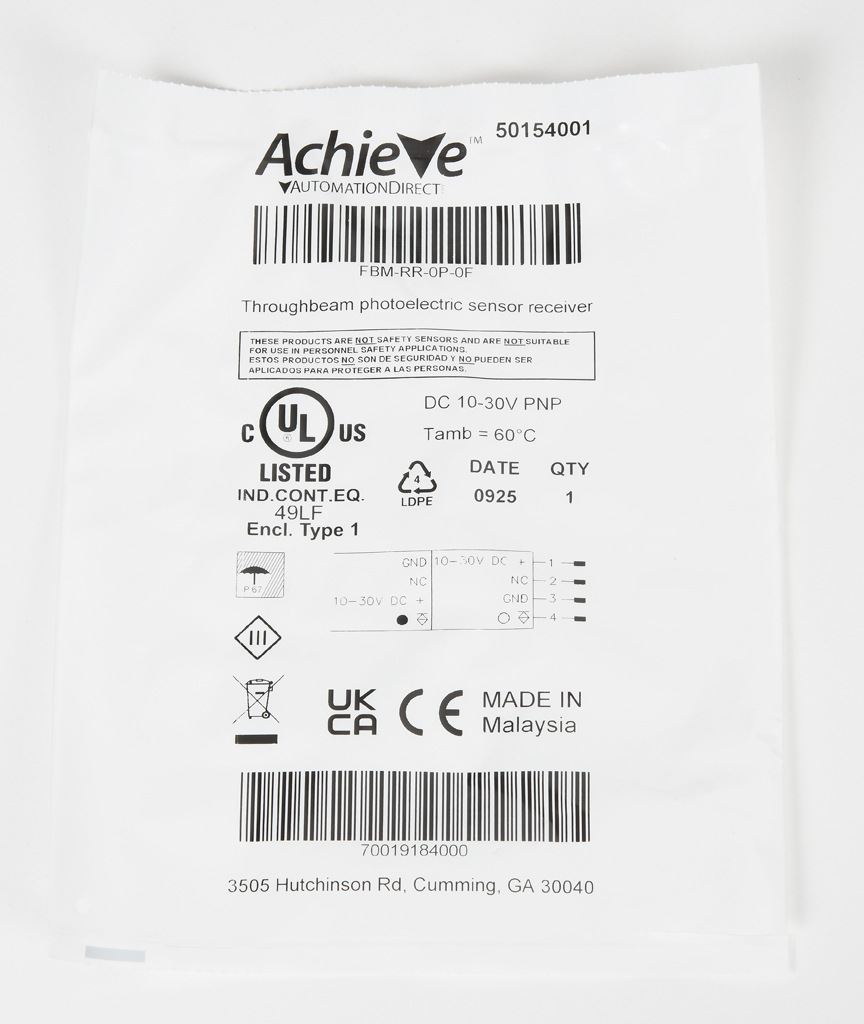 Achieve™ 50154001
AUTOMATIONDIRECT
FBM-RR-0P-0F
Throughbeam photoelectric sensor receiver
THESE PRODUCTS ARE NOT SAFETY SENSORS AND ARE NOT SUITABLE
FOR USE IN PERSONNEL SAFETY APPLICATIONS.
ESTOS PRODUCTOS NO SON DE SEGURIDAD Y NO PUEDEN SER
APLICADOS PARA PROTEGER A LAS PERSONAS.
C UL ® US
LISTED
IND.CONT.EQ.
49LF
Encl. Type 1
DC 10-30V PNP
Tamb = 60°C
4
LDPE
DATE QTY
0925 1
P 67
GND 10-30V DC + 1
NC NC 2
10-30V DC + GND 3
4
III
UK
CA
CE
MADE IN
Malaysia
70019184000
3505 Hutchinson Rd, Cumming, GA 30040